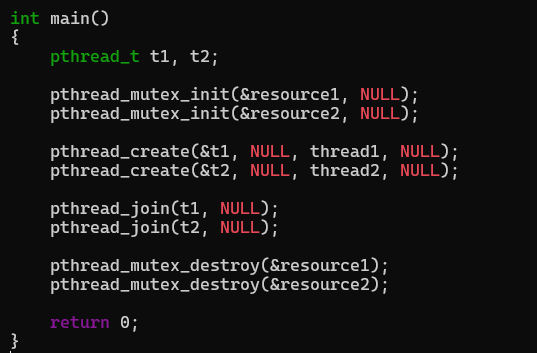 int main()
{
    pthread_t t1, t2;

    pthread_mutex_init(&resource1, NULL);
    pthread_mutex_init(&resource2, NULL);

    pthread_create(&t1, NULL, thread1, NULL);
    pthread_create(&t2, NULL, thread2, NULL);

    pthread_join(t1, NULL);
    pthread_join(t2, NULL);

    pthread_mutex_destroy(&resource1);
    pthread_mutex_destroy(&resource2);

    return 0;
}